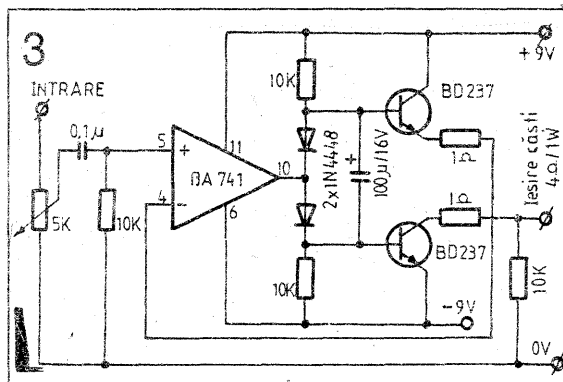 3
INTRARE
0,1μ
5K
10K
5
+
4
−
βA 741
11
10
6
10K
2x1N4448
+
100μ/16V
10K
BD237
1Ω
1Ω
BD237
-9V
+9V
Iesire căsti
4Ω/1W
10K
0V